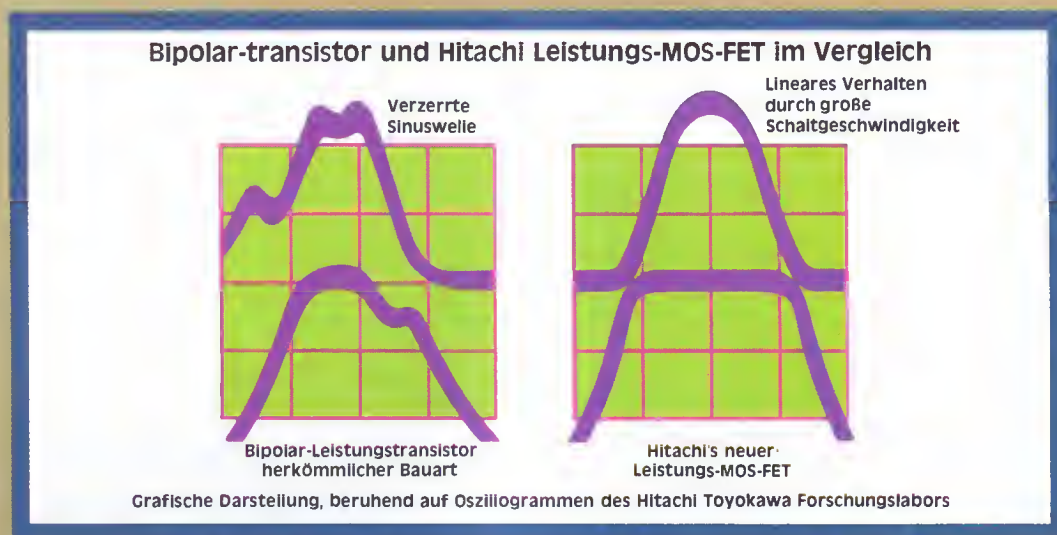 Bipolar-transistor und Hitachi Leistungs-MOS-FET im Vergleich
Verzerrte
Sinuswelle
Lineares Verhalten
durch große
Schaltgeschwindigkeit
Bipolar-Leistungstransistor
herkömmlicher Bauart
Hitachi's neuer
Leistungs-MOS-FET
Grafische Darstellung, beruhend auf Oszillogrammen des Hitachi Toyokawa Forschungslabors